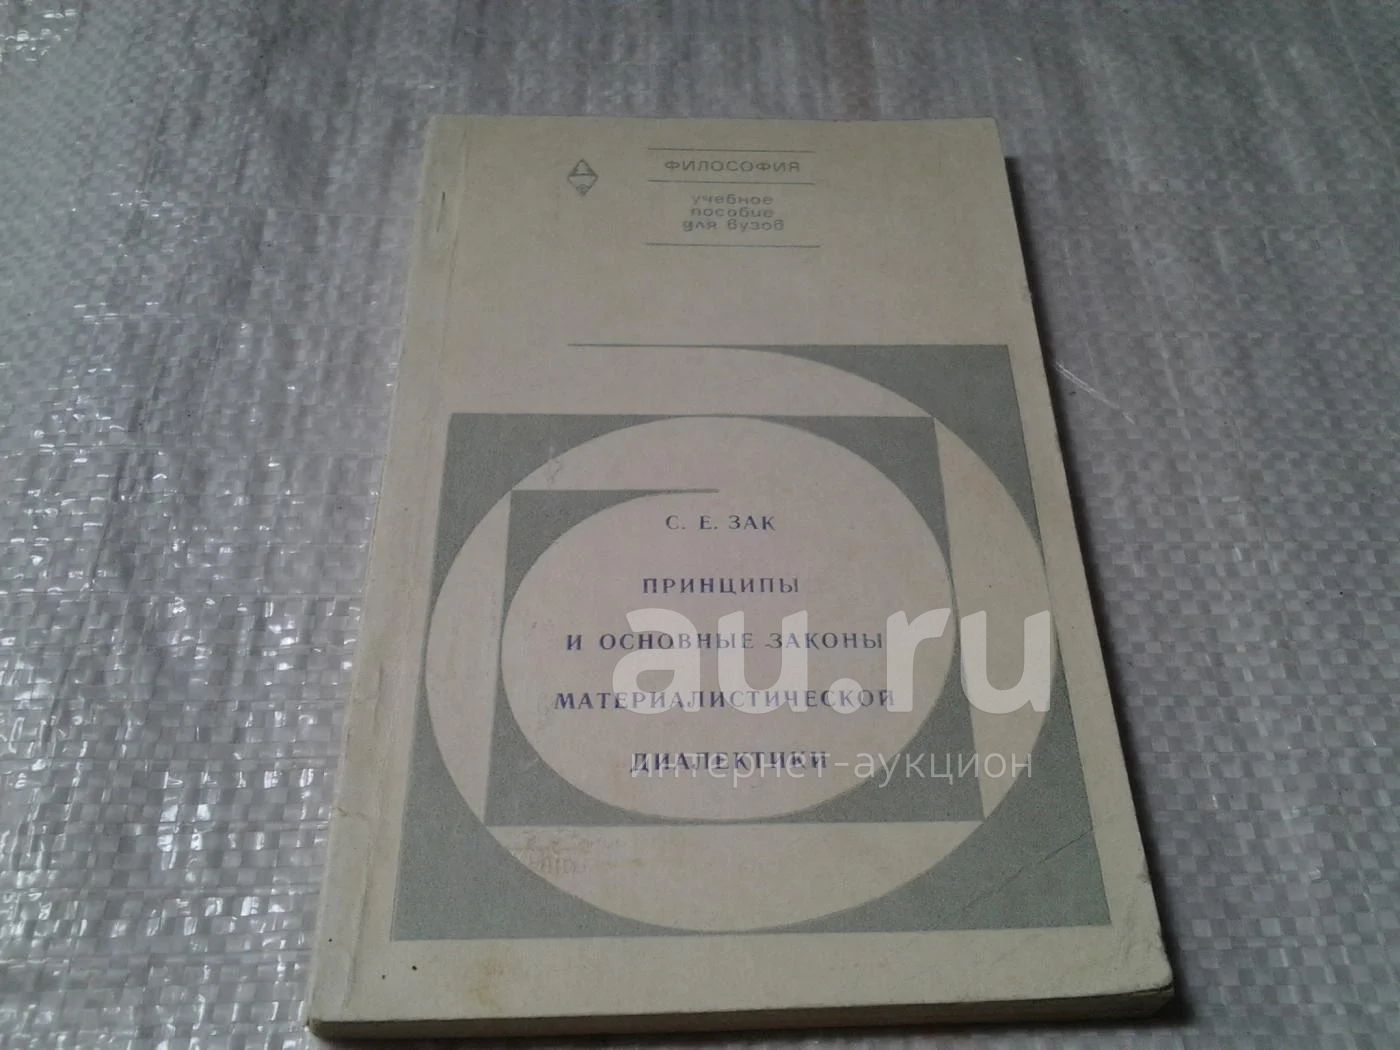 ФИЛОСОФИЯ
учебное
пособие
для вузов
С. Е. ЗАК
ПРИНЦИПЫ
И ОСНОВНЫЕ ЗАКОНЫ
МАТЕРИАЛИСТИЧЕСКОЙ
ДИАЛЕКТИКИ
au.ru
интернет-аукцион